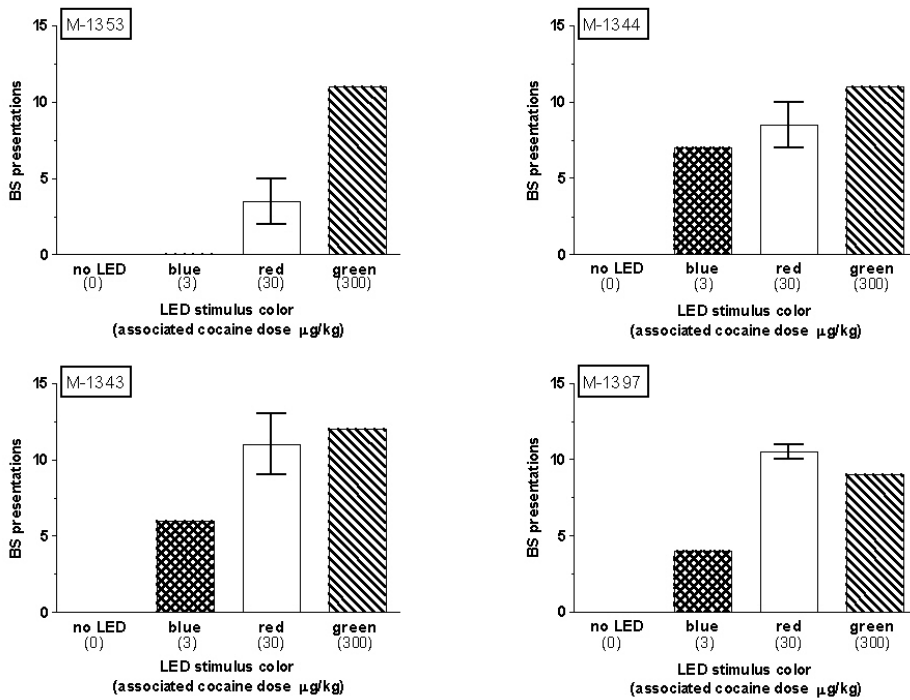 M-1353
15
10
5
0
BS presentations
no LED blue red green
(0) (3) (30) (300)
LED stimulus color
(associated cocaine dose μg/kg)
M-1344
15
10
5
0
BS presentations
no LED blue red green
(0) (3) (30) (300)
LED stimulus color
(associated cocaine dose μg/kg)
M-1343
15
10
5
0
BS presentations
no LED blue red green
(0) (3) (30) (300)
LED stimulus color
(associated cocaine dose μg/kg)
M-1397
15
10
5
0
BS presentations
no LED blue red green
(0) (3) (30) (300)
LED stimulus color
(associated cocaine dose μg/kg)